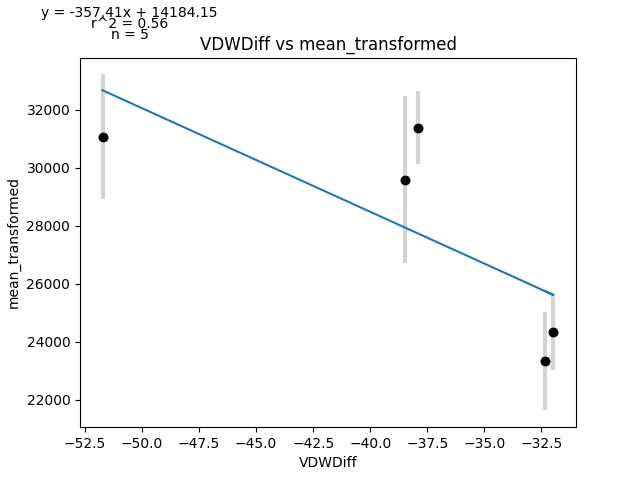 y = -357.41x + 14184.15
r^2 = 0.56
n = 5
VDWDiff vs mean_transformed
mean_transformed
32000
30000
28000
26000
24000
22000
−52.5 −50.0 −47.5 −45.0 −42.5 −40.0 −37.5 −35.0 −32.5
VDWDiff